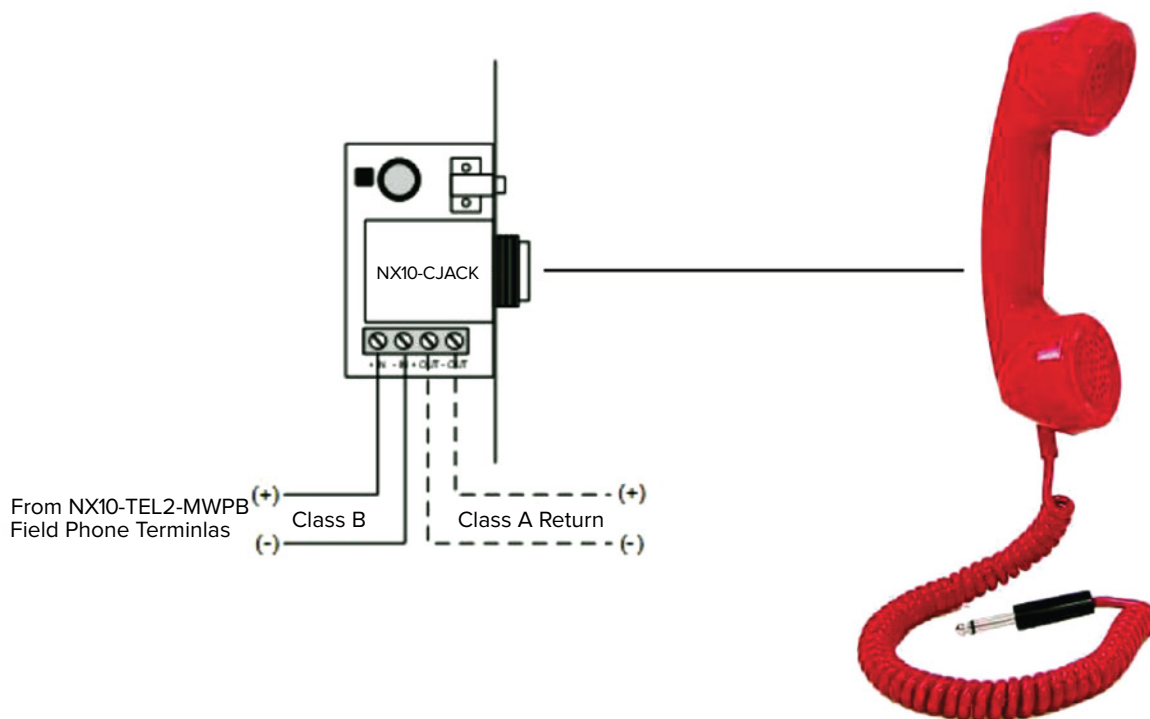 NX10-CJACK
+ IN - IN + OUT - OUT
From NX10-TEL2-MWPB
Field Phone Terminlas
(+)
Class B
(-)
Class A Return
(+)
(-)